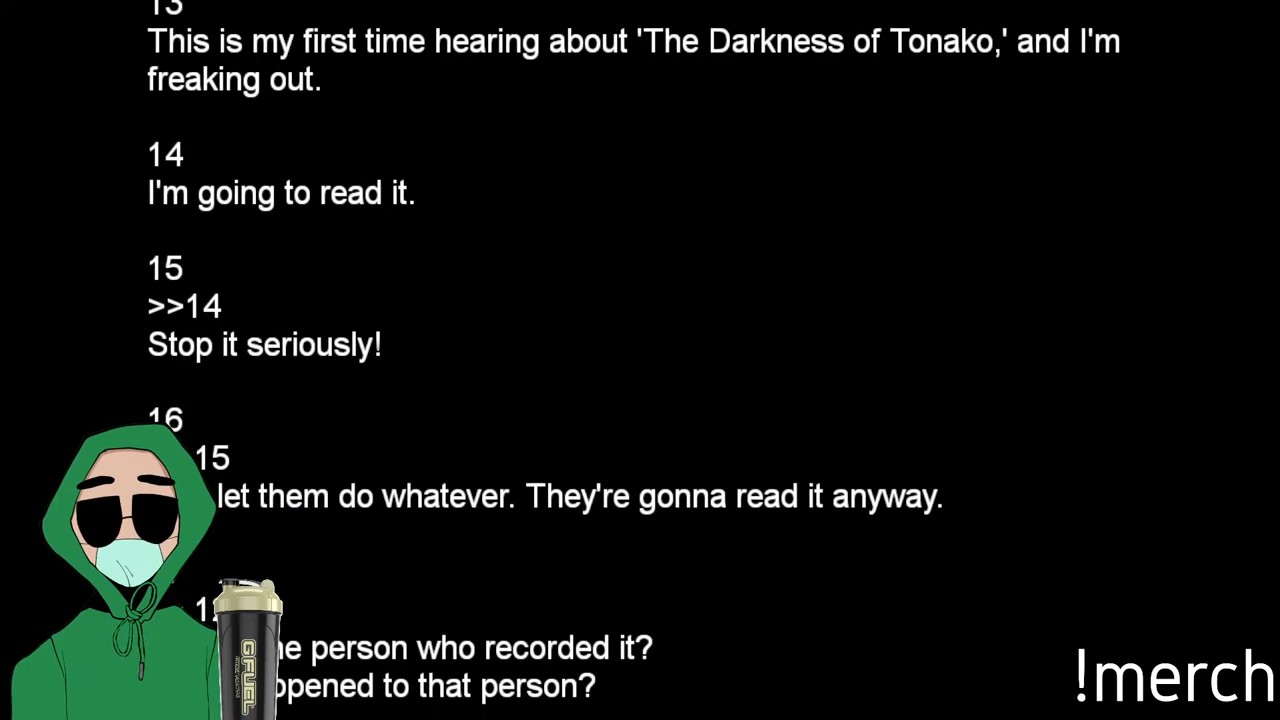 13
This is my first time hearing about 'The Darkness of Tonako,' and I'm
freaking out.
14
I'm going to read it.
15
>>14
Stop it seriously!
16
15
let them do whatever. They're gonna read it anyway.
person who recorded it?
to that person?
GFUEL
!merch